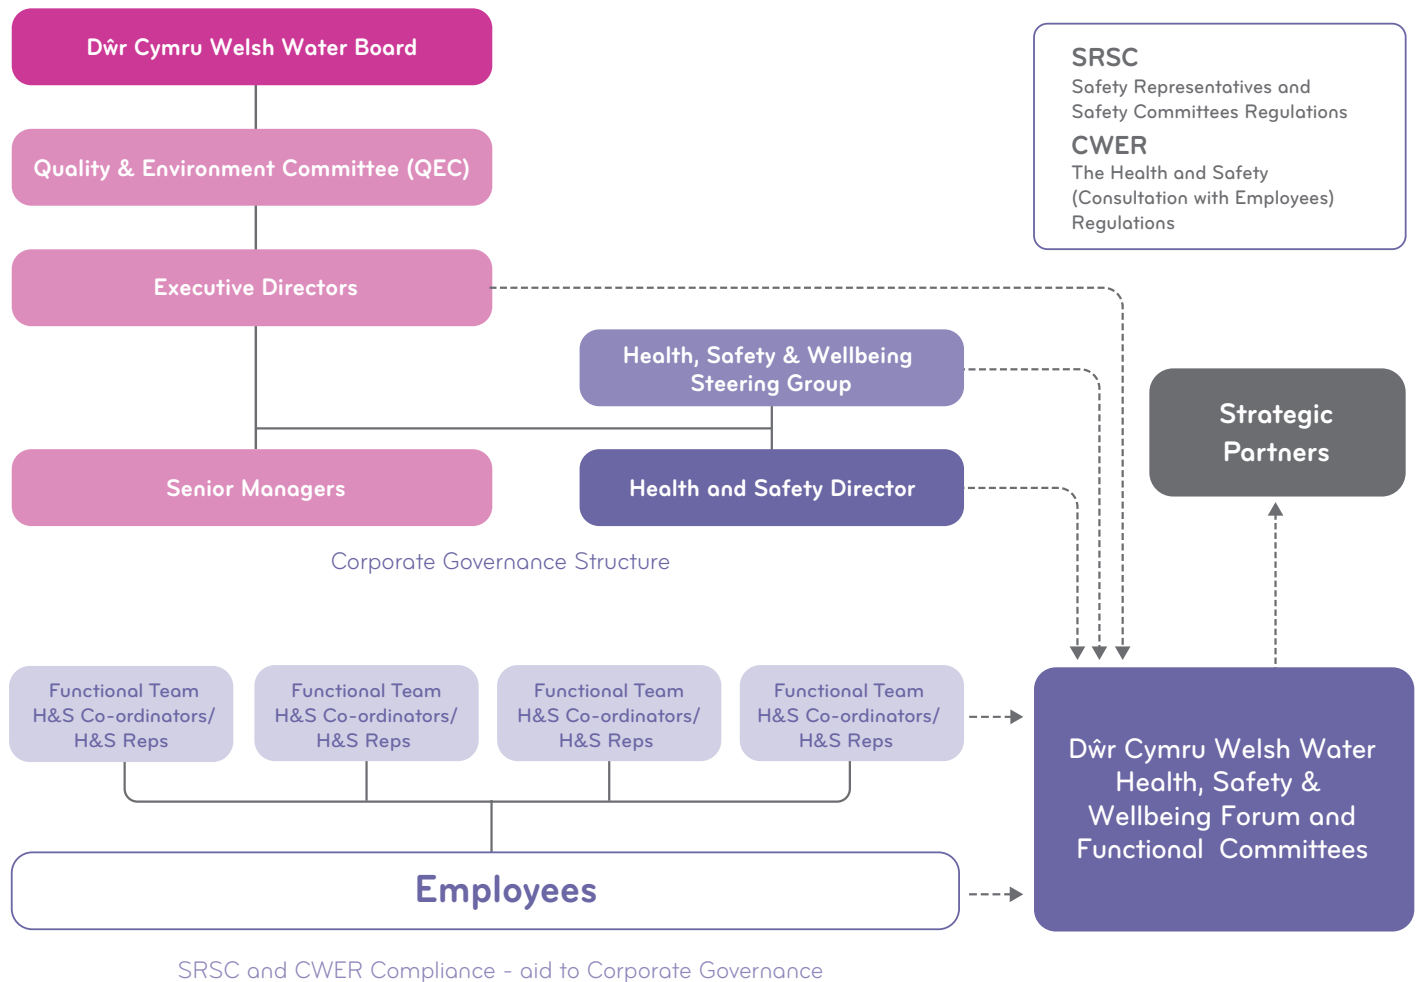 Dŵr Cymru Welsh Water Board
Quality & Environment Committee (QEC)
Executive Directors
Health, Safety & Wellbeing
Steering Group
Senior Managers
Health and Safety Director
Corporate Governance Structure
SRSC
Safety Representatives and
Safety Committees Regulations
CWER
The Health and Safety
(Consultation with Employees)
Regulations
Strategic
Partners
Functional Team
H&S Co-ordinators/
H&S Reps
Functional Team
H&S Co-ordinators/
H&S Reps
Functional Team
H&S Co-ordinators/
H&S Reps
Functional Team
H&S Co-ordinators/
H&S Reps
Dŵr Cymru Welsh Water
Health, Safety &
Wellbeing Forum and
Functional Committees
Employees
SRSC and CWER Compliance - aid to Corporate Governance